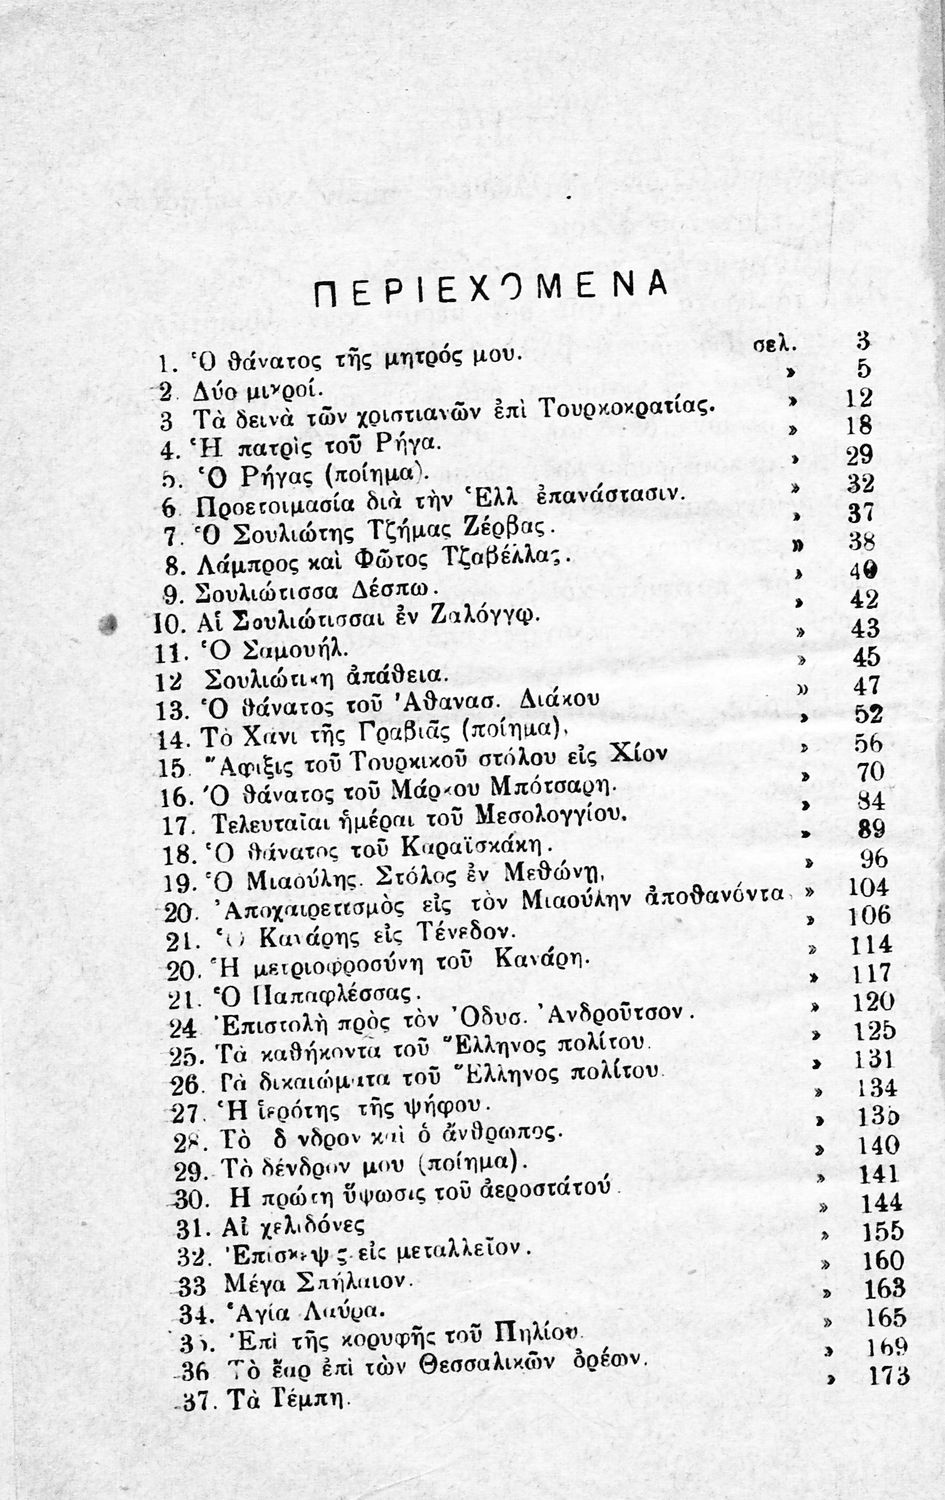 ΠΕΡΙΕΧΟΜΕΝΑ
1. Ὁ θάνατος τῆς μητρός μου. σελ. 3
2. Δύο μικροί. » 5
3 Τὰ δεινὰ τῶν χριστιανῶν ἐπὶ Τουρκοκρατίας. » 12
4. Ἡ πατρὶς τοῦ Ρήγα. » 18
5. Ὁ Ρήγας (ποίημα). » 29
6. Προετοιμασία διὰ τὴν Ἑλλ ἐπανάστασιν. » 32
7. Ὁ Σουλιώτης Τζήμας Ζέρβας. » 37
8. Λάμπρος καὶ Φῶτος Τζαβέλλας. » 38
9. Σουλιώτισσα Δέσπω. » 40
10. Αἱ Σουλιώτισσαι ἐν Ζαλόγγῳ. » 42
11. Ὁ Σαμουήλ. » 43
12 Σουλιώτικη ἀπάθεια. » 45
13. Ὁ θάνατος τοῦ Ἀθανασ. Διάκου » 47
14. Τὸ Χάνι τῆς Γραβιᾶς (ποίημα). » 52
15. Ἄφιξις τοῦ Τουρκικοῦ στόλου εἰς Χίον » 56
16. Ὁ θάνατος τοῦ Μάρκου Μπότσαρη. » 70
17. Τελευταῖαι ἡμέραι τοῦ Μεσολογγίου. » 84
18. Ὁ θάνατος τοῦ Καραϊσκάκη. » 89
19. Ὁ Μιαούλης. Στόλος ἐν Μεθώνῃ, » 96
20. Ἀποχαιρετισμὸς εἰς τὸν Μιαούλην ἀποθανόντα. » 104
21. Ὁ Κανάρης εἰς Τένεδον. » 106
20. Ἡ μετριοφροσύνη τοῦ Κανάρη. » 114
21. Ὁ Παπαφλέσσας. » 117
24 Ἐπιστολὴ πρὸς τὸν Ὀδυσ. Ἀνδροῦτσον. » 120
25. Τὰ καθήκοντα τοῦ Ἕλληνος πολίτου. » 125
26. Τὰ δικαιώματα τοῦ Ἕλληνος πολίτου. » 131
27. Ἡ ἱερότης τῆς ψήφου. » 134
28. Τὸ δ νδρον καὶ ὁ ἄνθρωπος. » 135
29. Τὸ δένδρον μου (ποίημα). » 140
30. Η πρώτη ὕψωσις τοῦ ἀεροστάτου. » 141
31. Αἱ χελιδόνες » 144
32. Ἐπίσκεψις εἰς μεταλλεῖον. » 155
33 Μέγα Σπήλαιον. » 160
34. Ἁγία Λαύρα. » 163
35. Ἐπὶ τῆς κορυφῆς τοῦ Πηλίου. » 165
36 Τὸ ἔαρ ἐπὶ τῶν Θεσσαλικῶν ὀρέων. » 169
37. Τὰ Τέμπη. » 173